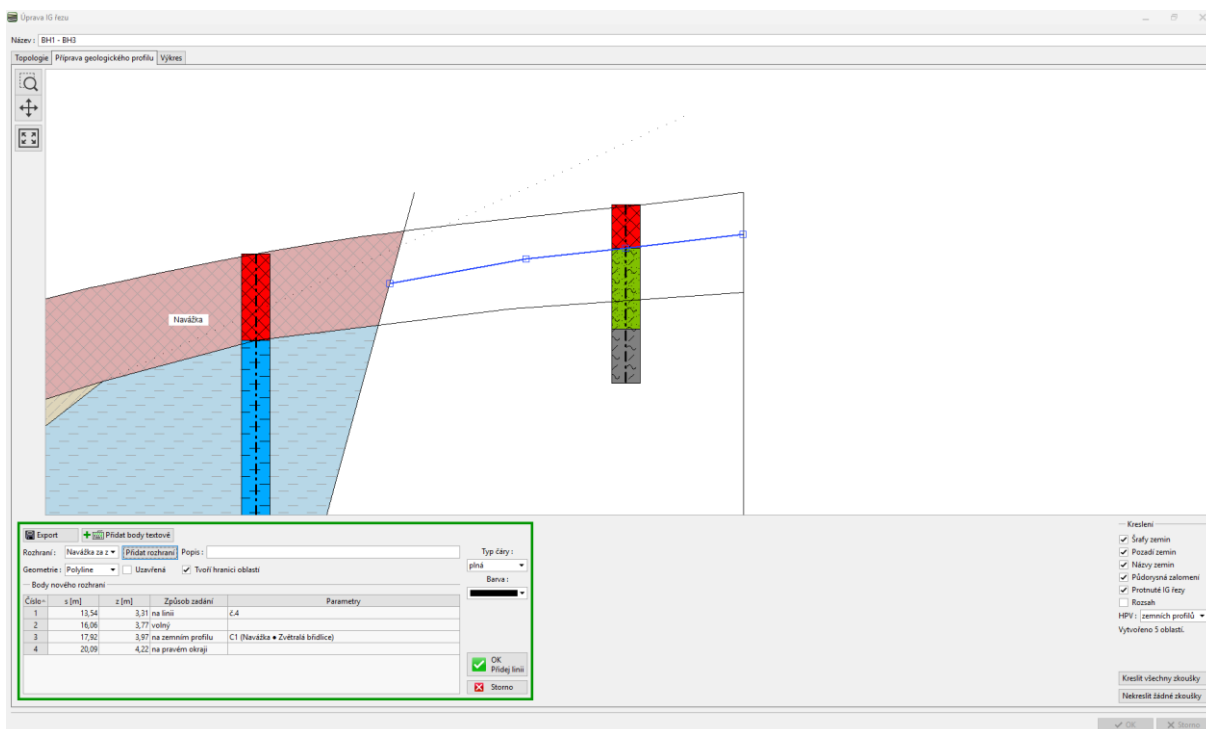 Úprava IG řezu
Název : BH1 - BH3
Topologie Příprava geologického profilu Výkres
Navážka
Export Přidat body textově
Rozhraní : Navážka za z Přidat rozhraní Popis :
Geometrie : Polyline Uzavřená Tvoří hranici oblastí
Body nového rozhraní
Číslo s [m] z [m] Způsob zadání Parametry
1 13,54 3,31 na linii č.4
2 16,06 3,77 volný
3 17,92 3,97 na zemním profilu C1 (Navážka ● Zvětralá břidlice)
4 20,09 4,22 na pravém okraji
Typ čáry :
plná
Barva :
OK
Přidej linii
Storno
Kreslení
Šrafy zemin
Pozadí zemin
Názvy zemin
Půdorysná zalomení
Protnuté IG řezy
Rozsah
HPV : zemních profilů
Vytvořeno 5 oblastí.
Kreslit všechny zkoušky
Nekreslit žádné zkoušky
OK Storno